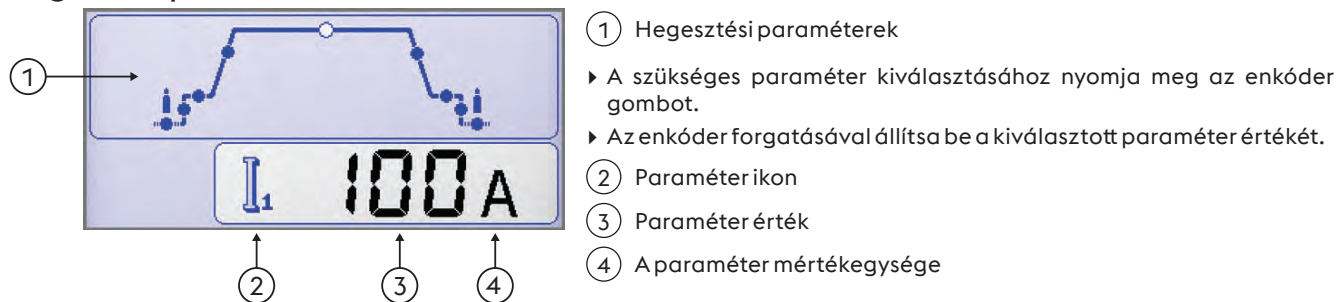 1
I1 100 A
2 3 4
1 Hegesztési paraméterek
▸ A szükséges paraméter kiválasztásához nyomja meg az enkóder
gombot.
▸ Az enkóder forgatásával állítsa be a kiválasztott paraméter értékét.
2 Paraméter ikon
3 Paraméter érték
4 A paraméter mértékegysége